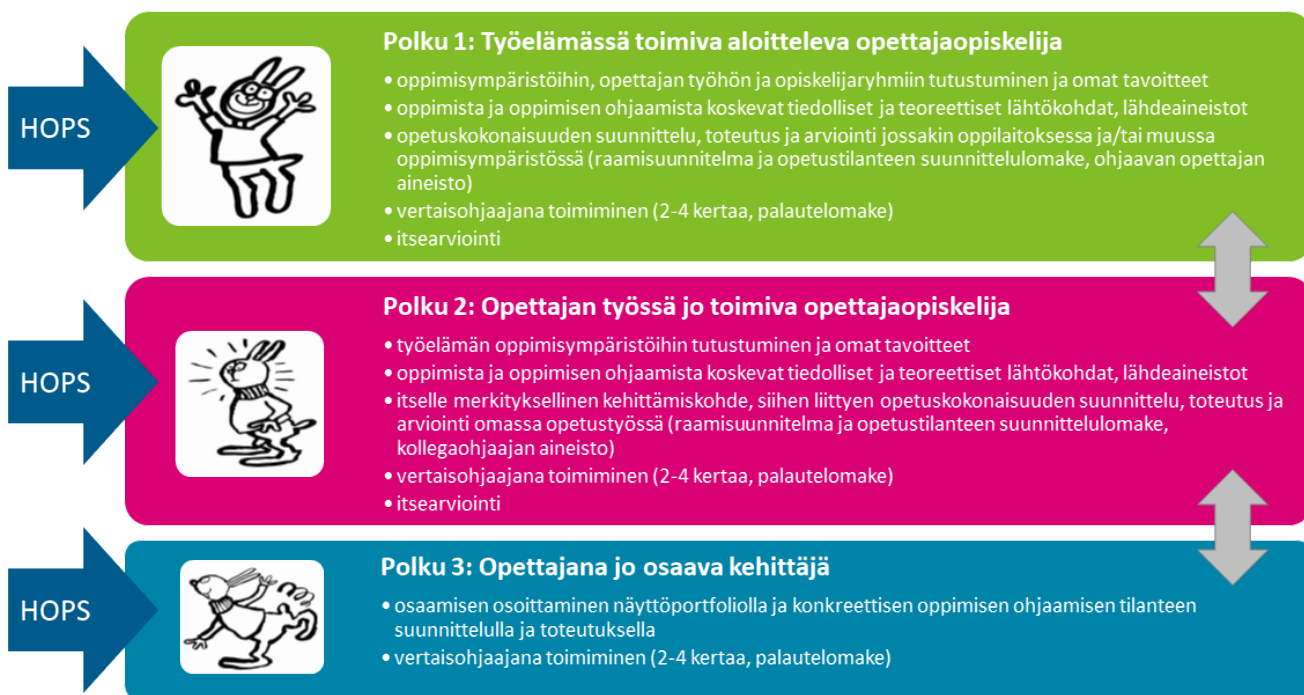 HOPS
Polku 1: Työelämässä toimiva aloitteleva opettajaopiskelija
• oppimisympäristöihin, opettajan työhön ja opiskelijaryhmiin tutustuminen ja omat tavoitteet
• oppimista ja oppimisen ohjaamista koskevat tiedolliset ja teoreettiset lähtökohdat, lähdeaineistot
• opetuskokonaisuuden suunnittelu, toteutus ja arviointi jossakin oppilaitoksessa ja/tai muussa
oppimisympäristössä (raamisuunnitelma ja opetustilanteen suunnittelulomake, ohjaavan opettajan
aineisto)
• vertaisohjaajana toimiminen (2-4 kertaa, palautelomake)
• itsearviointi
HOPS
Polku 2: Opettajan työssä jo toimiva opettajaopiskelija
• työelämän oppimisympäristöihin tutustuminen ja omat tavoitteet
• oppimista ja oppimisen ohjaamista koskevat tiedolliset ja teoreettiset lähtökohdat, lähdeaineistot
• itselle merkityksellinen kehittämiskohde, siihen liittyen opetuskokonaisuuden suunnittelu, toteutus ja
arviointi omassa opetustyössä (raamisuunnitelma ja opetustilanteen suunnittelulomake,
kollegaohjaajan aineisto)
• vertaisohjaajana toimiminen (2-4 kertaa, palautelomake)
• itsearviointi
HOPS
Polku 3: Opettajana jo osaava kehittäjä
• osaamisen osoittaminen näyttöportfoliolla ja konkreettisen oppimisen ohjaamisen tilanteen
suunnittelulla ja toteutuksella
• vertaisohjaajana toimiminen (2-4 kertaa, palautelomake)